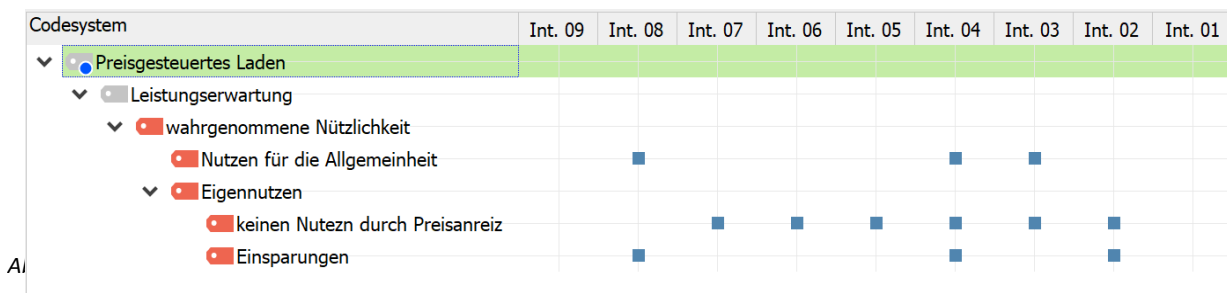 Codesystem Int. 09 Int. 08 Int. 07 Int. 06 Int. 05 Int. 04 Int. 03 Int. 02 Int. 01
Preisgesteuertes Laden
Leistungserwartung
wahrgenommene Nützlichkeit
Nutzen für die Allgemeinheit
Eigennutzen
keinen Nutezn durch Preisanreiz
Einsparungen